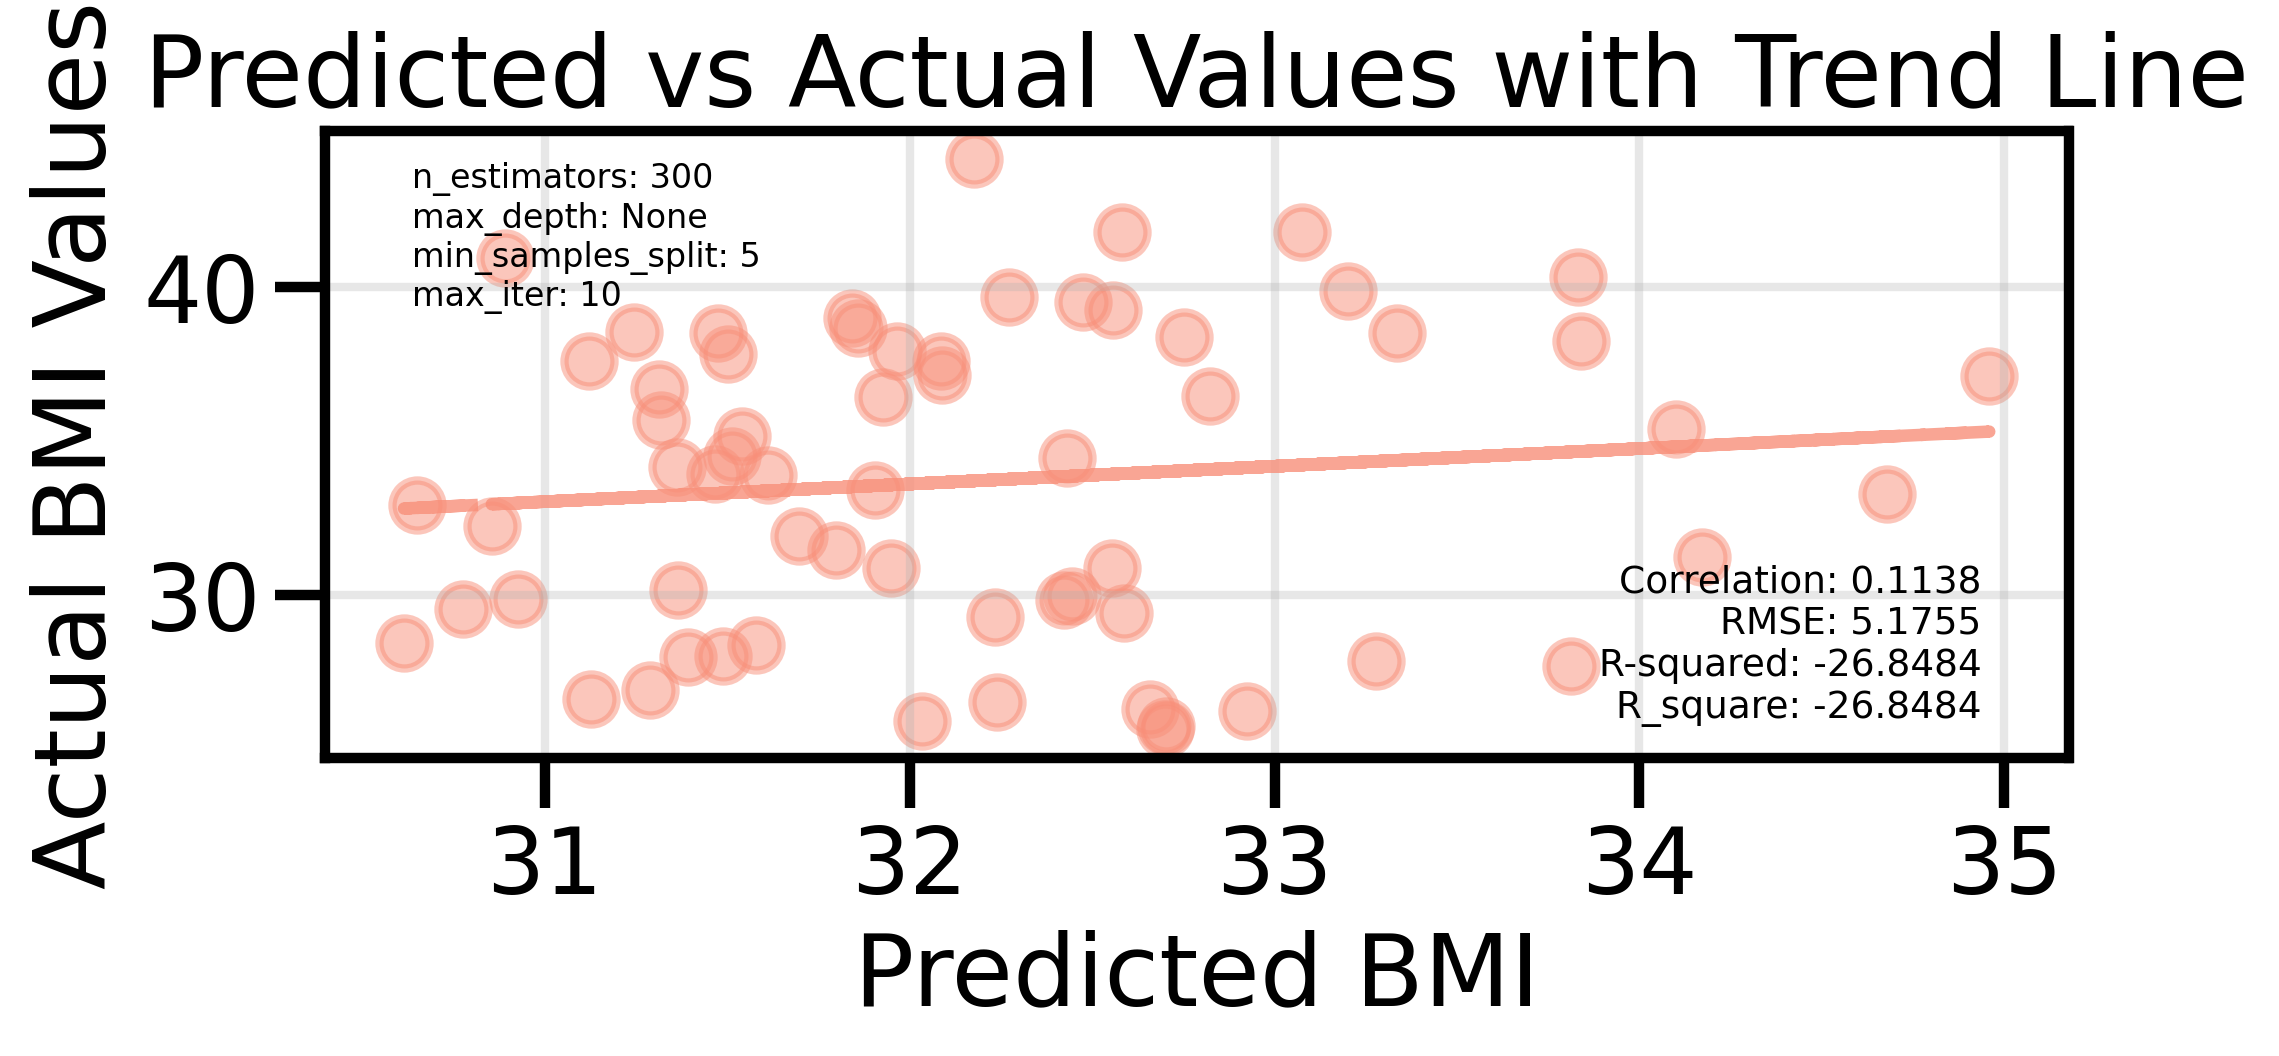 Predicted vs Actual Values with Trend Line
Actual BMI Values
n_estimators: 300
max_depth: None
min_samples_split: 5
max_iter: 10
40
30
Correlation: 0.1138
RMSE: 5.1755
R-squared: -26.8484
R_square: -26.8484
31 32 33 34 35
Predicted BMI